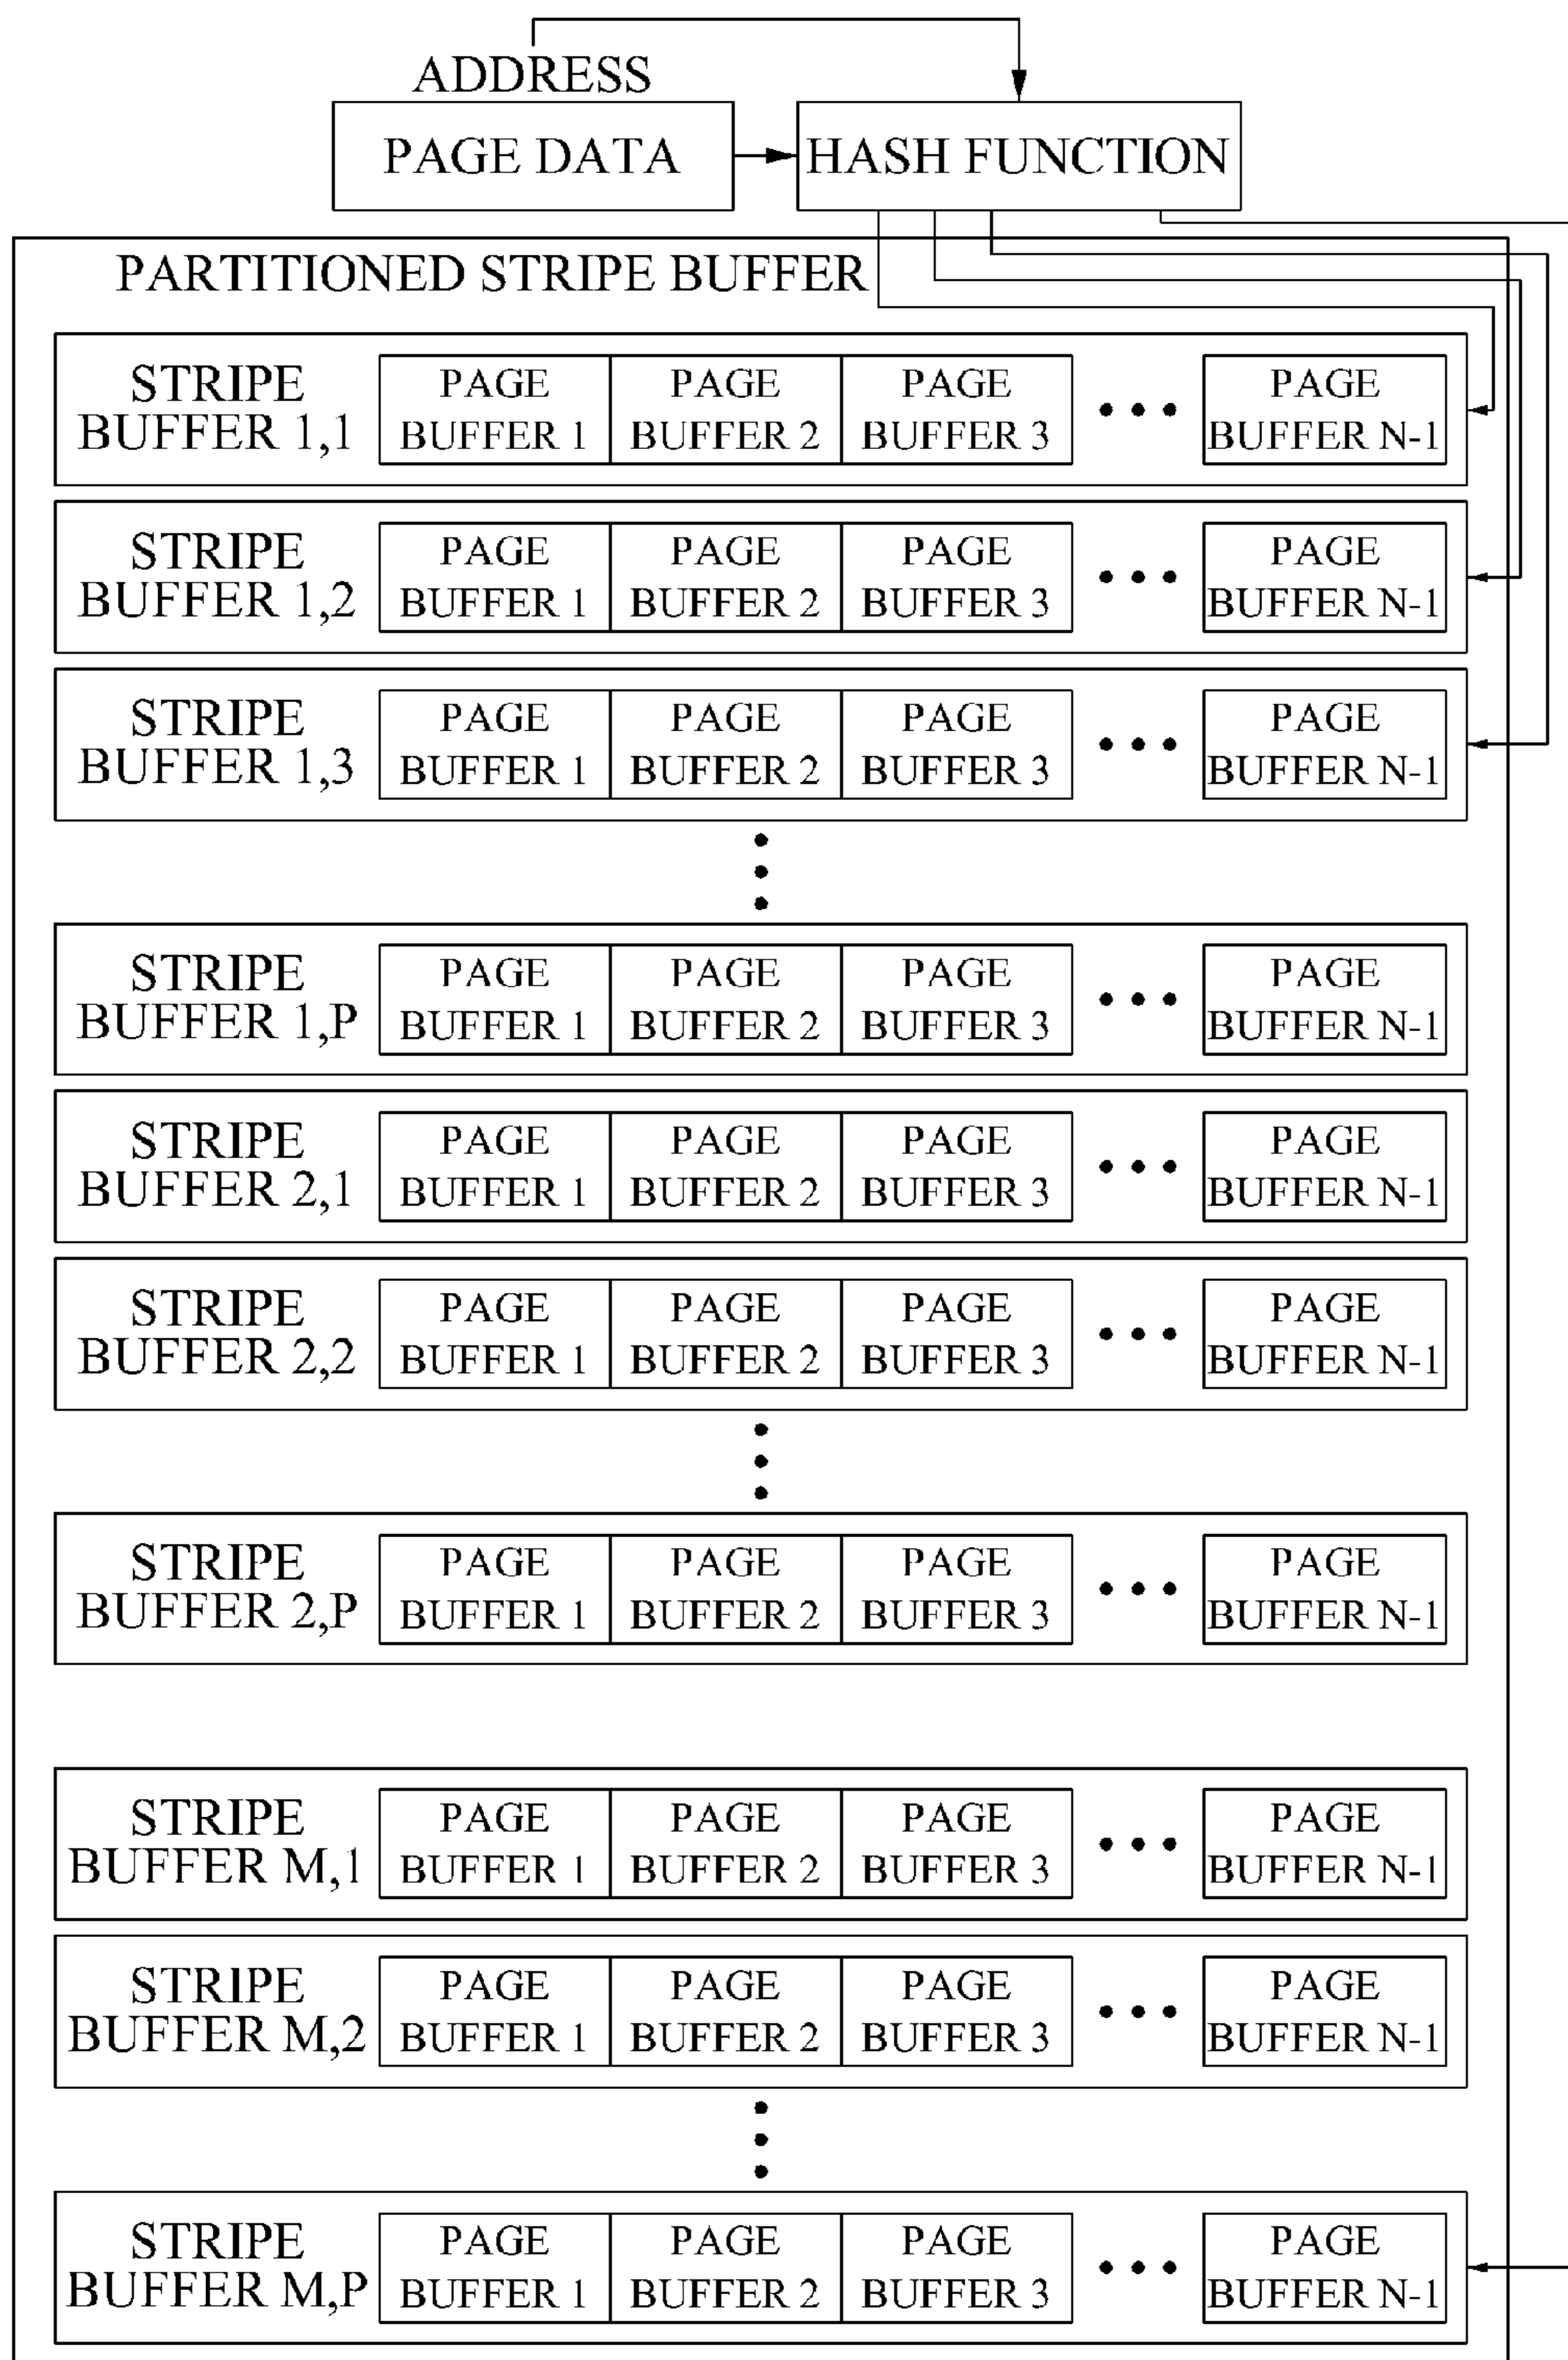 ADDRESS
PAGE DATA
HASH FUNCTION
PARTITIONED STRIPE BUFFER
STRIPE
BUFFER 1,1
PAGE
BUFFER 1
PAGE
BUFFER 2
PAGE
BUFFER 3
PAGE
BUFFER N-1
STRIPE
BUFFER 1,2
PAGE
BUFFER 1
PAGE
BUFFER 2
PAGE
BUFFER 3
PAGE
BUFFER N-1
STRIPE
BUFFER 1,3
PAGE
BUFFER 1
PAGE
BUFFER 2
PAGE
BUFFER 3
PAGE
BUFFER N-1
STRIPE
BUFFER 1,P
PAGE
BUFFER 1
PAGE
BUFFER 2
PAGE
BUFFER 3
PAGE
BUFFER N-1
STRIPE
BUFFER 2,1
PAGE
BUFFER 1
PAGE
BUFFER 2
PAGE
BUFFER 3
PAGE
BUFFER N-1
STRIPE
BUFFER 2,2
PAGE
BUFFER 1
PAGE
BUFFER 2
PAGE
BUFFER 3
PAGE
BUFFER N-1
STRIPE
BUFFER 2,P
PAGE
BUFFER 1
PAGE
BUFFER 2
PAGE
BUFFER 3
PAGE
BUFFER N-1
STRIPE
BUFFER M,1
PAGE
BUFFER 1
PAGE
BUFFER 2
PAGE
BUFFER 3
PAGE
BUFFER N-1
STRIPE
BUFFER M,2
PAGE
BUFFER 1
PAGE
BUFFER 2
PAGE
BUFFER 3
PAGE
BUFFER N-1
STRIPE
BUFFER M,P
PAGE
BUFFER 1
PAGE
BUFFER 2
PAGE
BUFFER 3
PAGE
BUFFER N-1